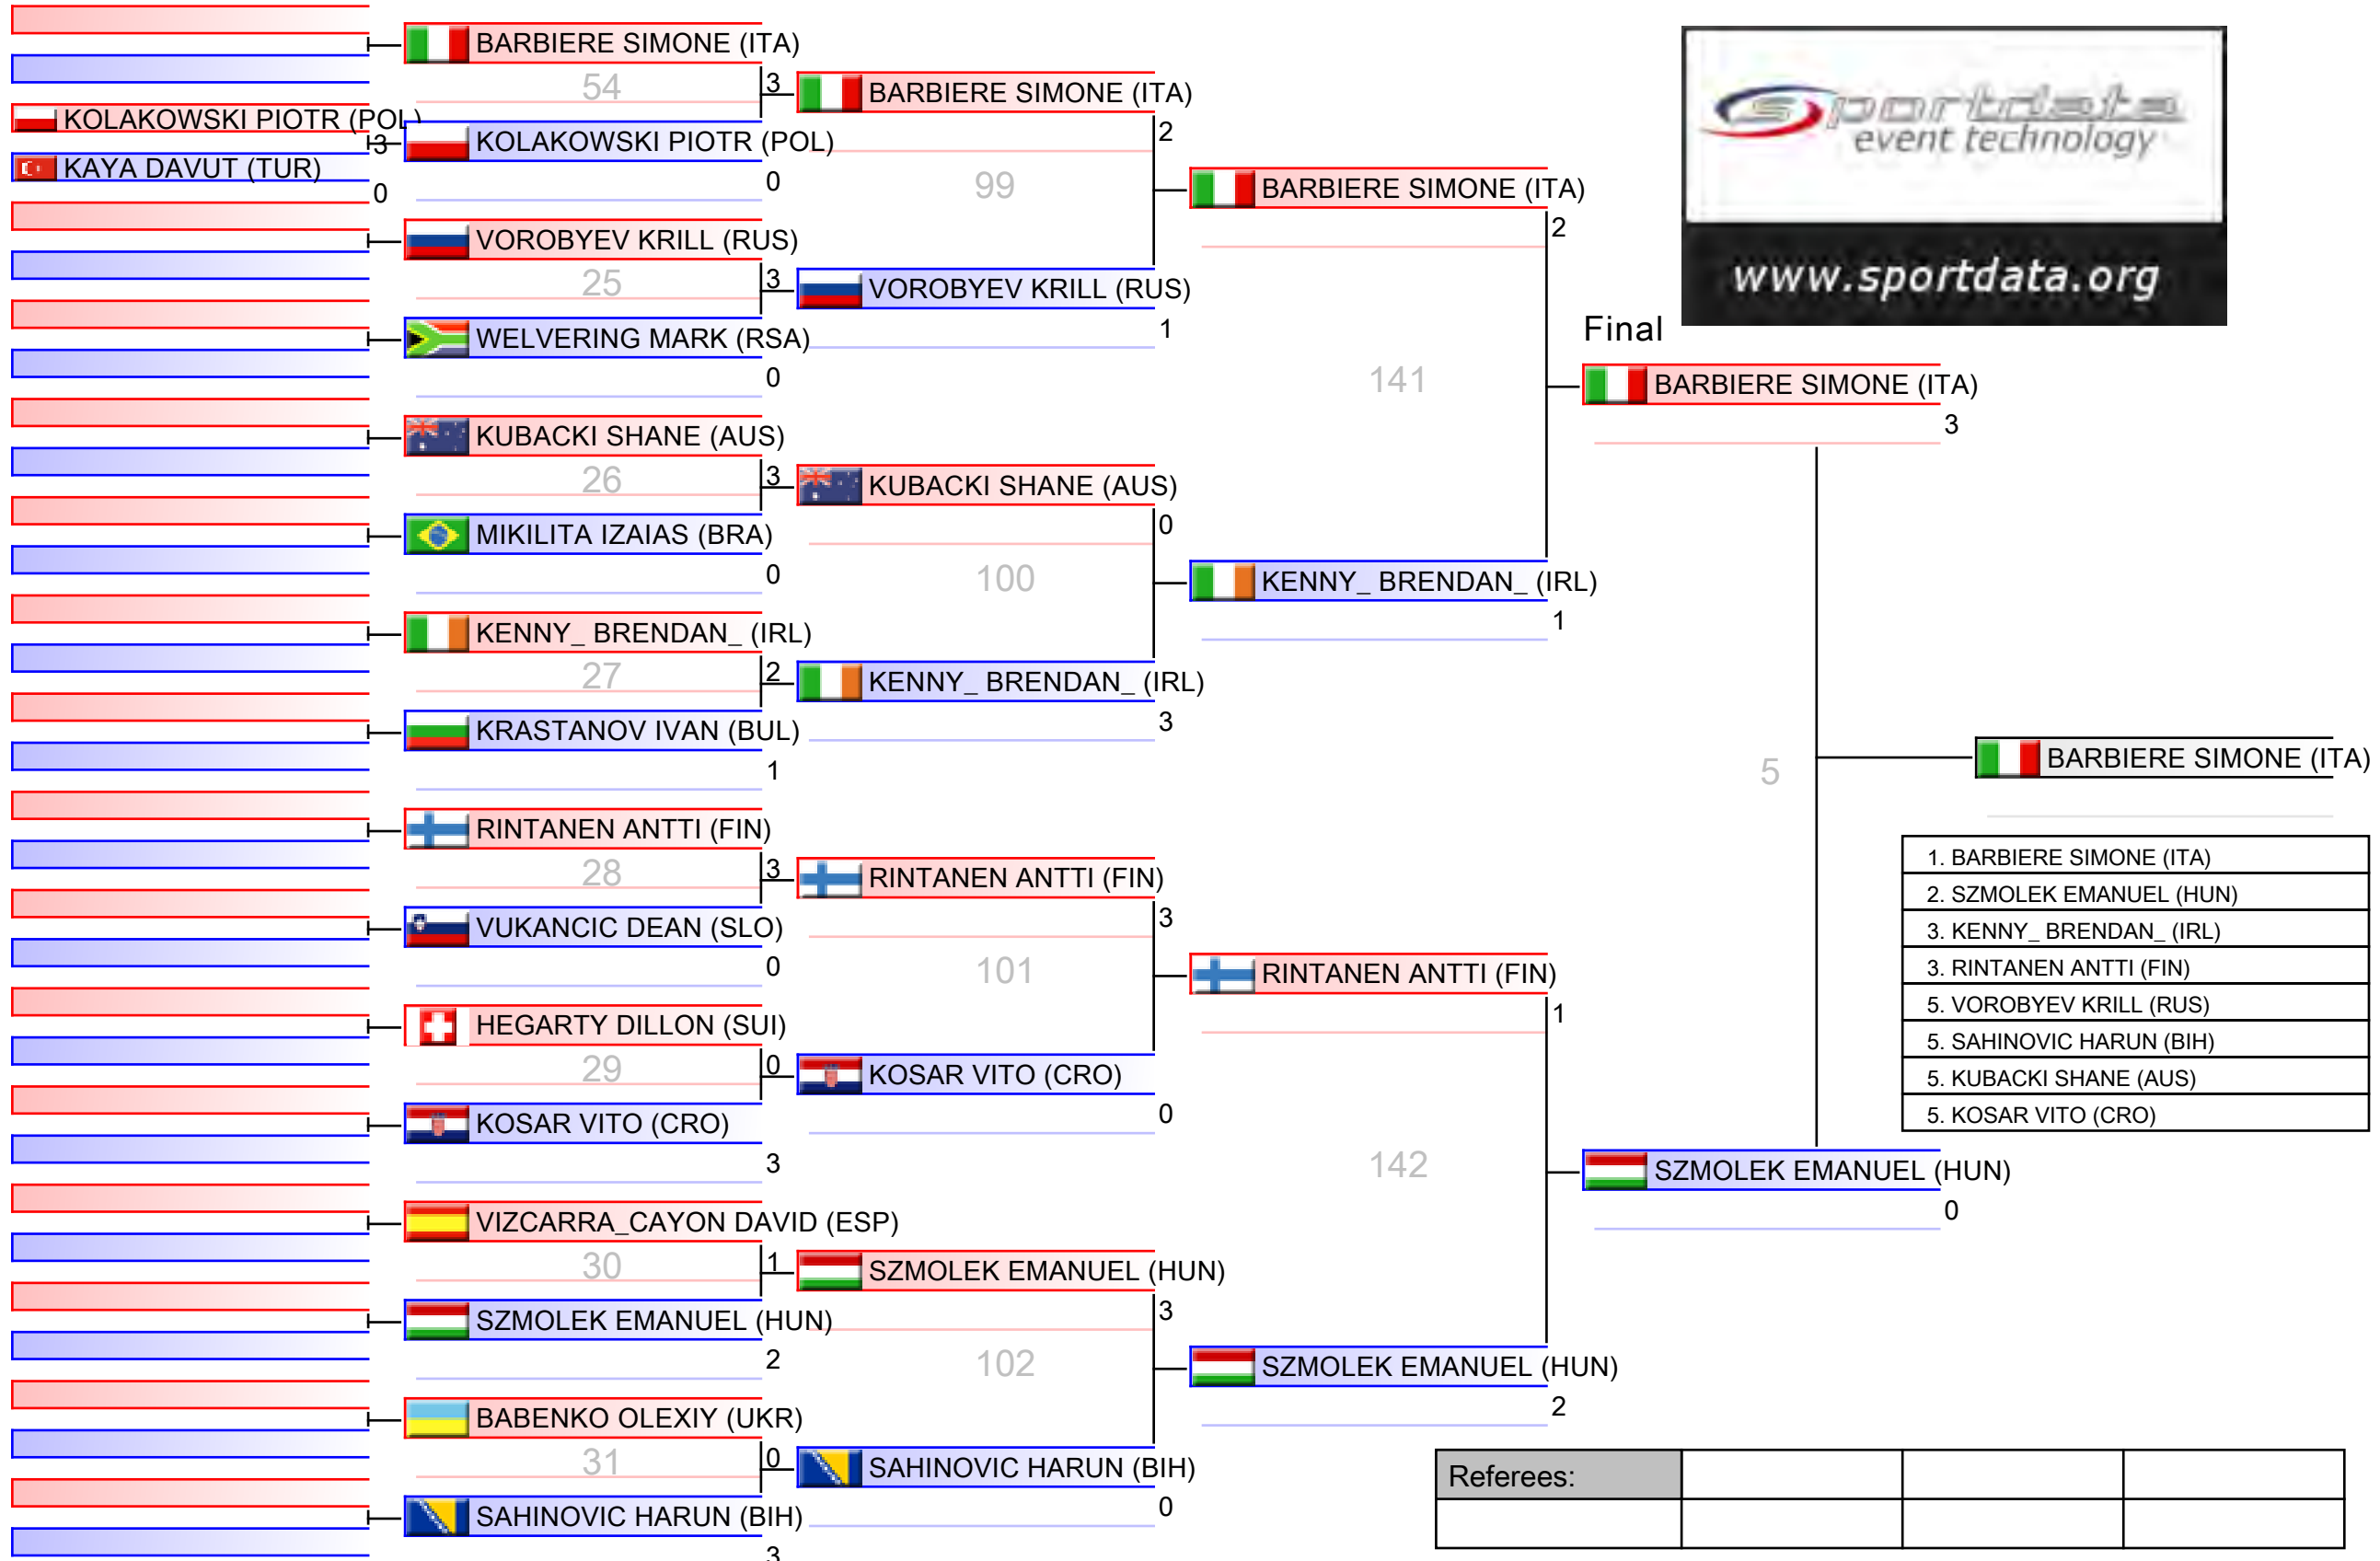 KOLAKOWSKI PIOTR (POL)
3
KAYA DAVUT (TUR)
0
BARBIERE SIMONE (ITA)
54
3
KOLAKOWSKI PIOTR (POL)
0
VOROBYEV KRILL (RUS)
25
3
WELVERING MARK (RSA)
0
KUBACKI SHANE (AUS)
26
3
MIKILITA IZAIAS (BRA)
0
KENNY_ BRENDAN_ (IRL)
27
2
KRASTANOV IVAN (BUL)
1
RINTANEN ANTTI (FIN)
28
3
VUKANCIC DEAN (SLO)
0
HEGARTY DILLON (SUI)
29
0
KOSAR VITO (CRO)
3
VIZCARRA_CAYON DAVID (ESP)
30
1
SZMOLEK EMANUEL (HUN)
2
BABENKO OLEXIY (UKR)
31
0
SAHINOVIC HARUN (BIH)
3
BARBIERE SIMONE (ITA)
2
99
VOROBYEV KRILL (RUS)
1
KUBACKI SHANE (AUS)
0
100
KENNY_ BRENDAN_ (IRL)
3
RINTANEN ANTTI (FIN)
3
101
KOSAR VITO (CRO)
0
SZMOLEK EMANUEL (HUN)
3
102
SAHINOVIC HARUN (BIH)
0
BARBIERE SIMONE (ITA)
2
141
KENNY_ BRENDAN_ (IRL)
1
RINTANEN ANTTI (FIN)
1
142
SZMOLEK EMANUEL (HUN)
2
sportdata
event technology
www.sportdata.org
Final
BARBIERE SIMONE (ITA)
3
5
SZMOLEK EMANUEL (HUN)
0
BARBIERE SIMONE (ITA)
1. BARBIERE SIMONE (ITA)
2. SZMOLEK EMANUEL (HUN)
3. KENNY_ BRENDAN_ (IRL)
3. RINTANEN ANTTI (FIN)
5. VOROBYEV KRILL (RUS)
5. SAHINOVIC HARUN (BIH)
5. KUBACKI SHANE (AUS)
5. KOSAR VITO (CRO)
Referees: